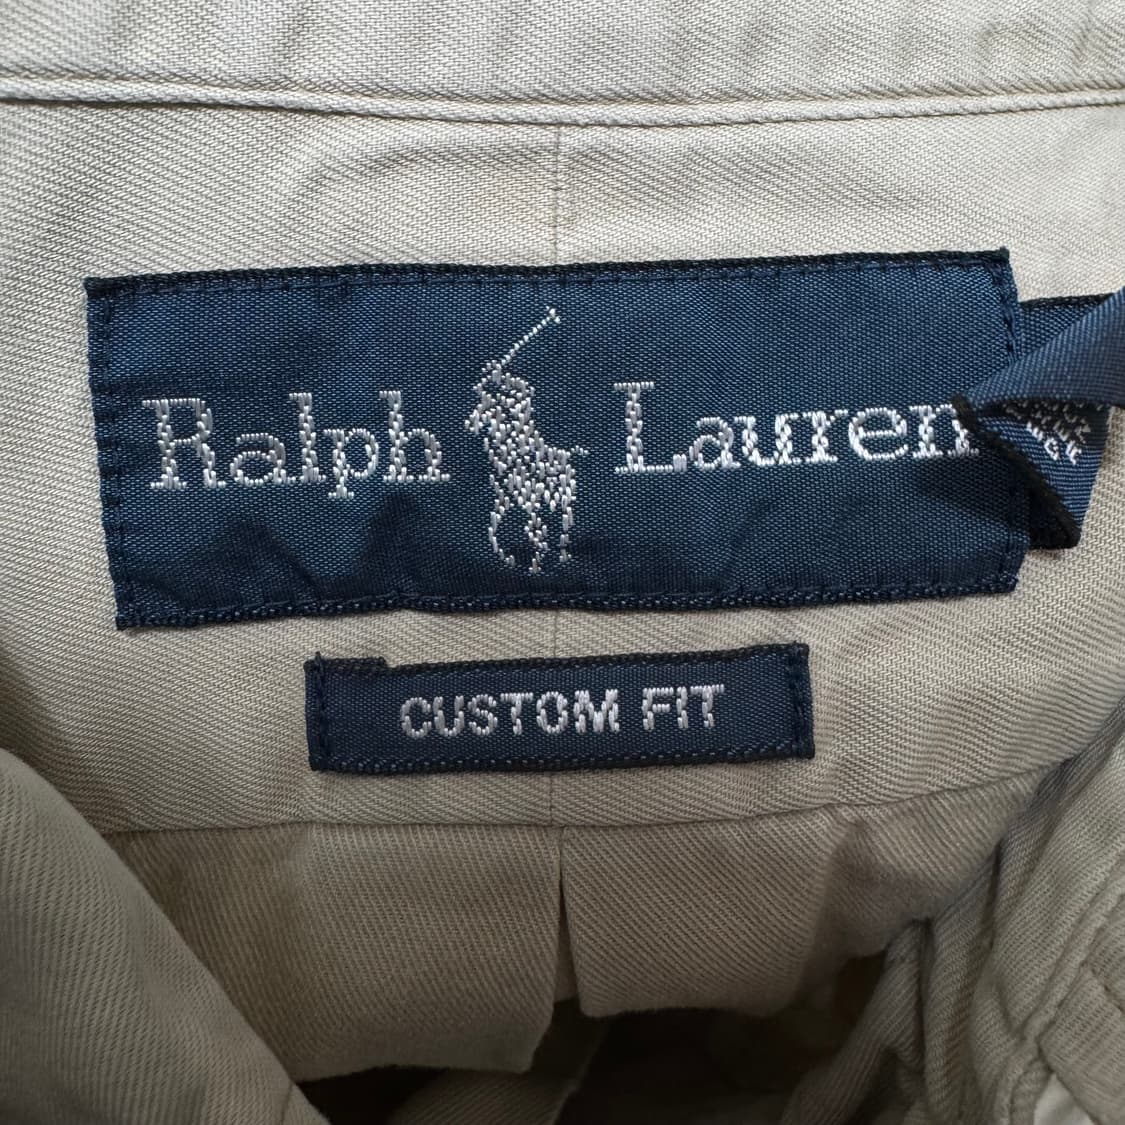 Ralph Lauren
CUSTOM FIT